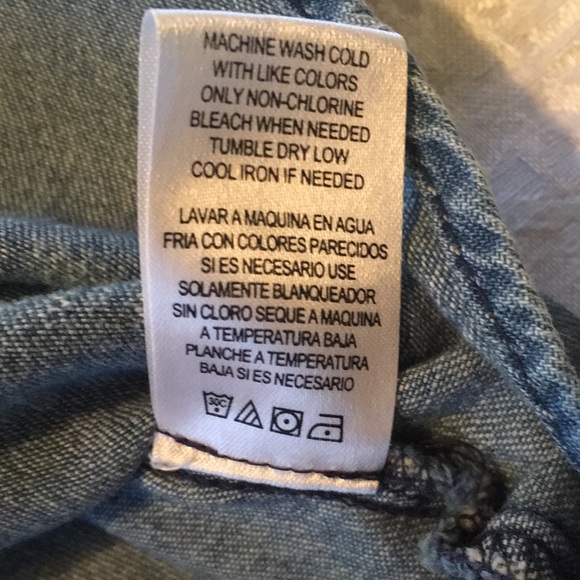 MACHINE WASH COLD
WITH LIKE COLORS
ONLY NON-CHLORINE
BLEACH WHEN NEEDED
TUMBLE DRY LOW
COOL IRON IF NEEDED
LAVAR A MAQUINA EN AGUA
FRIA CON COLORES PARECIDOS
SI ES NECESARIO USE
SOLAMENTE BLANQUEADOR
SIN CLORO SEQUE A MAQUINA
A TEMPERATURA BAJA
PLANCHE A TEMPERATURA
BAJA SI ES NECESARIO
30C